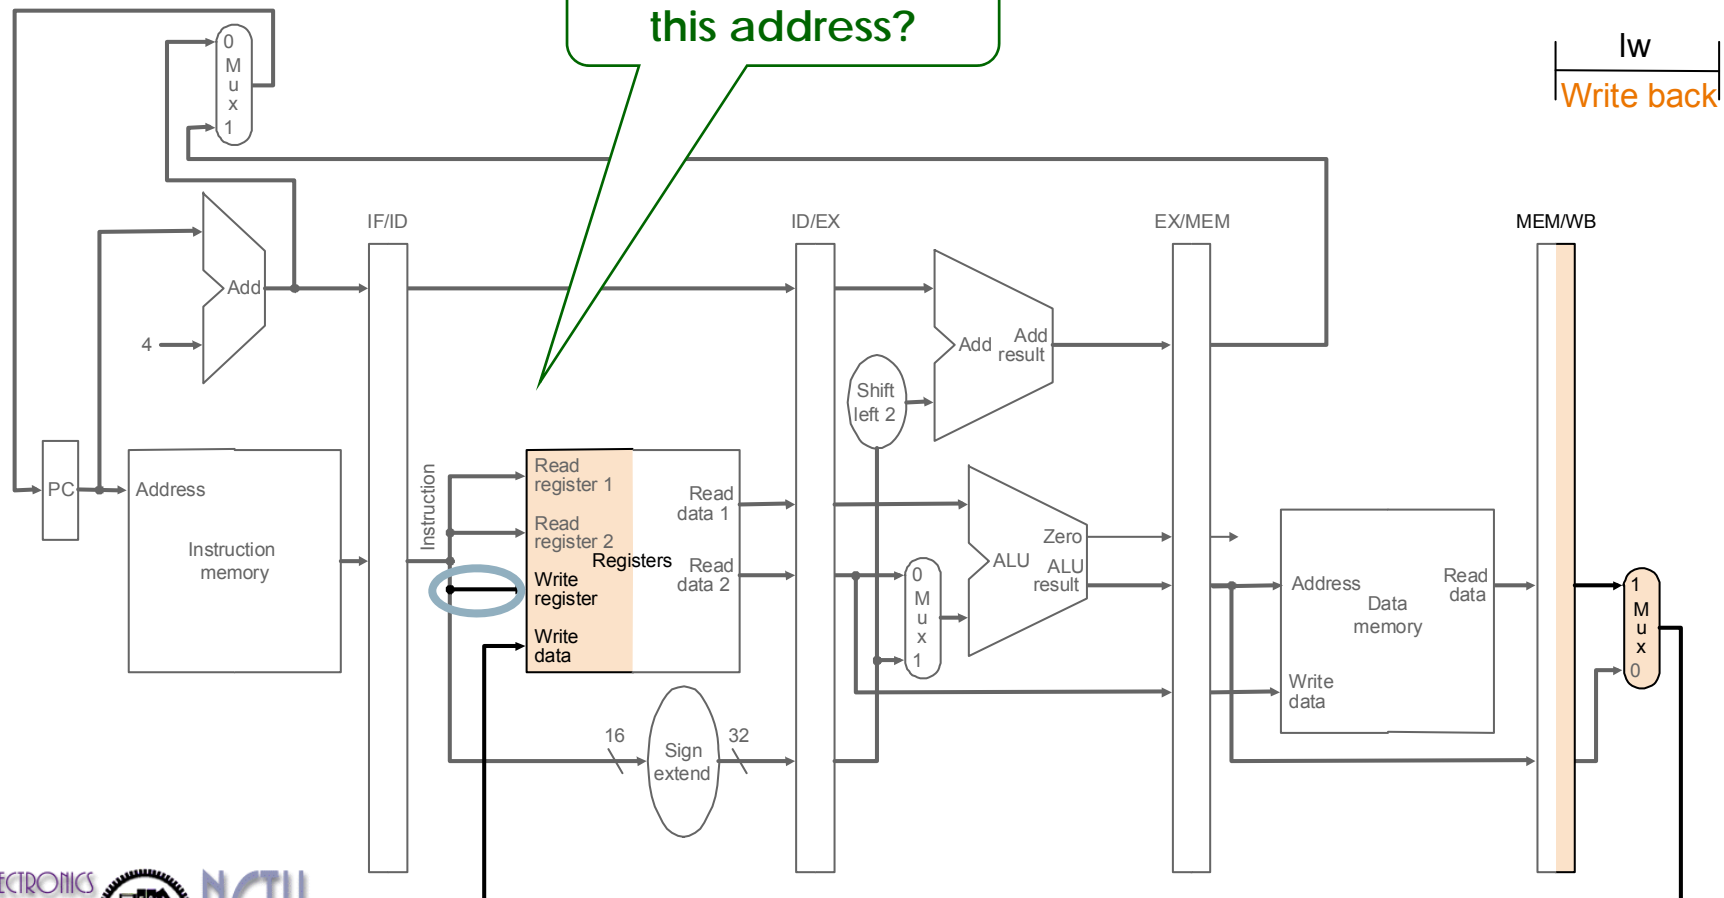 this address?
lw
Write back
0
M
u
x
1
IF/ID
ID/EX
EX/MEM
MEM/WB
Add
4
Add
Add
result
Shift
left 2
PC
Address
Instruction
memory
Instruction
Read
register 1
Read
register 2
Registers
Write
register
Write
data
Read
data 1
Read
data 2
0
M
u
x
1
Zero
ALU
ALU
result
Address
Read
data
Data
memory
Write
data
1
M
u
x
0
16
Sign
extend
32
NCTU